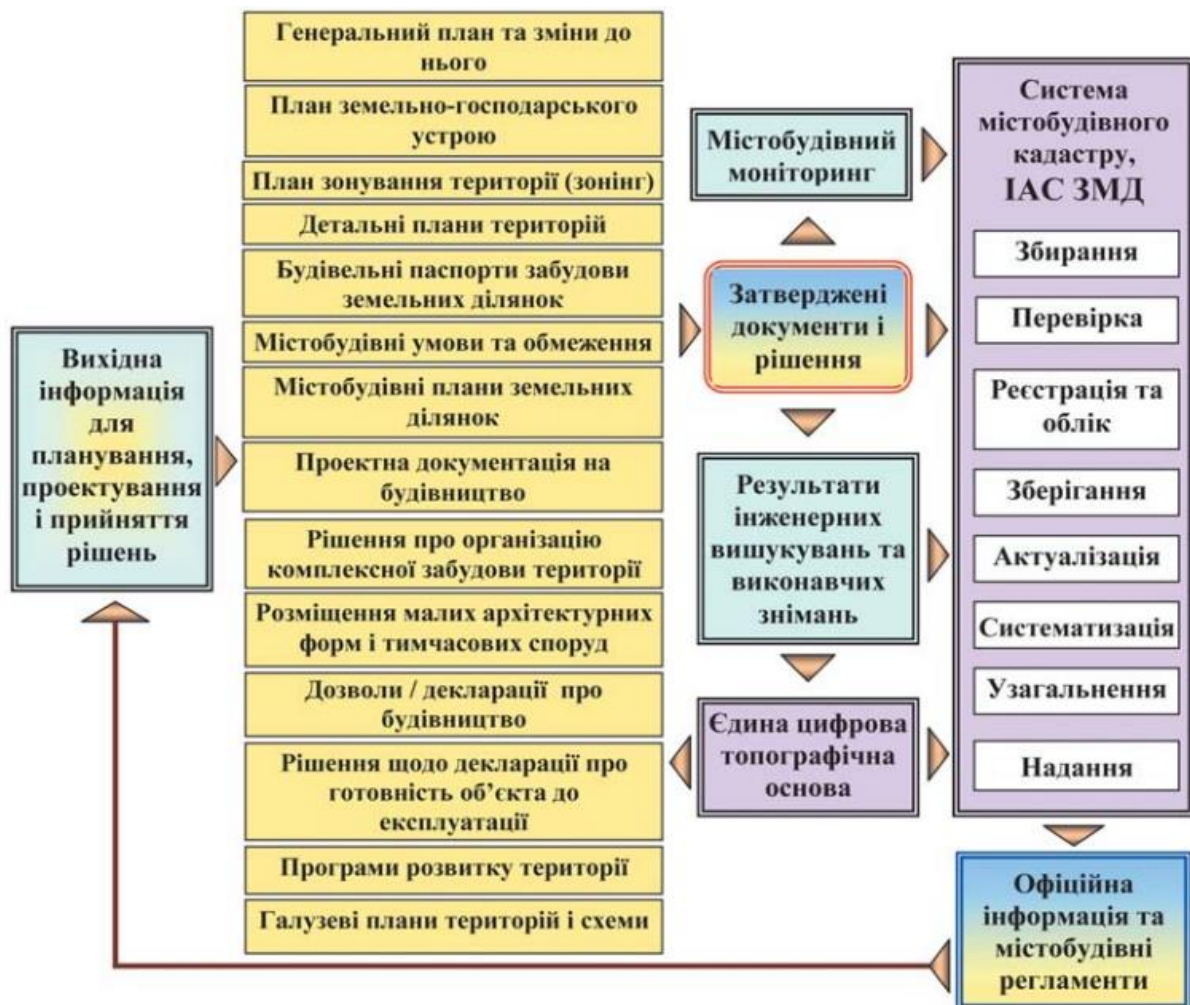 Вихідна
інформація
для
планування,
проектування
і прийняття
рішень
Генеральний план та зміни до
нього
План земельно-господарського
устрою
План зонування території (зонінг)
Детальні плани територій
Будівельні паспорти забудови
земельних ділянок
Містобудівні умови та обмеження
Містобудівні плани земельних
ділянок
Проектна документація на
будівництво
Рішення про організацію
комплексної забудови території
Розміщення малих архітектурних
форм і тимчасових споруд
Дозволи / декларації про
будівництво
Рішення щодо декларації про
готовність об’єкта до
експлуатації
Програми розвитку території
Галузеві плани територій і схеми
Містобудівний
моніторинг
Затверджені
документи і
рішення
Результати
інженерних
вишукувань та
виконавчих
знімань
Єдина цифрова
топографічна
основа
Система
містобудівного
кадастру,
ІАС ЗМД
Збирання
Перевірка
Реєстрація та
облік
Зберігання
Актуалізація
Систематизація
Узагальнення
Надання
Офіційна
інформація та
містобудівні
регламенти